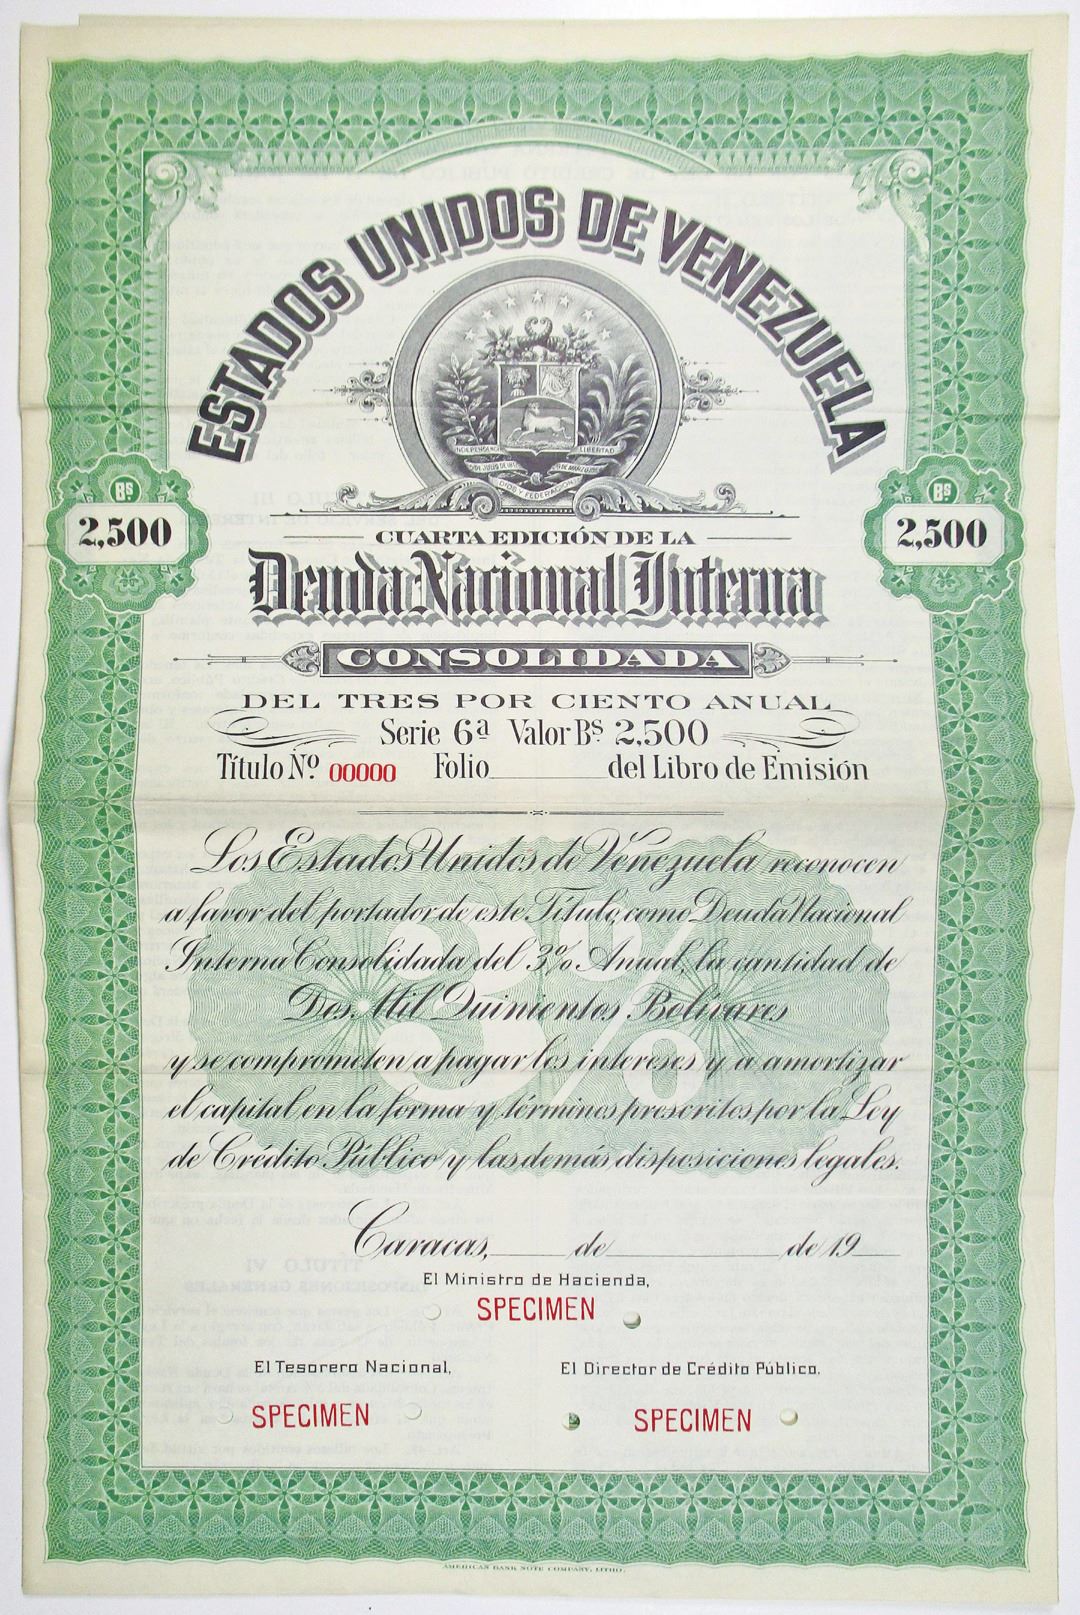 ESTADOS UNIDOS DE VENEZUELA
INDEPENDENCIA LIBERTAD
DIOS Y FEDERACION
Bs 2,500
Bs 2,500
CUARTA EDICIÓN DE LA
Deuda Nacional Interna
CONSOLIDADA
DEL TRES POR CIENTO ANUAL
Serie 6ª Valor Bs 2,500
Título Nº 00000 Folio del Libro de Emisión
3%
Los Estados Unidos de Venezuela reconocen
a favor del portador de este Título, como Deuda Nacional
Interna Consolidada del 3% Anual, la cantidad de
Dos Mil Quinientos Bolívares
y se comprometen a pagar los intereses y a amortizar
el capital en la forma y términos prescritos por la Ley
de Crédito Público y las demás disposiciones legales.
Caracas, de de 19
El Ministro de Hacienda,
SPECIMEN
El Tesorero Nacional, El Director de Crédito Público,
SPECIMEN SPECIMEN
AMERICAN BANK NOTE COMPANY, LITHO.